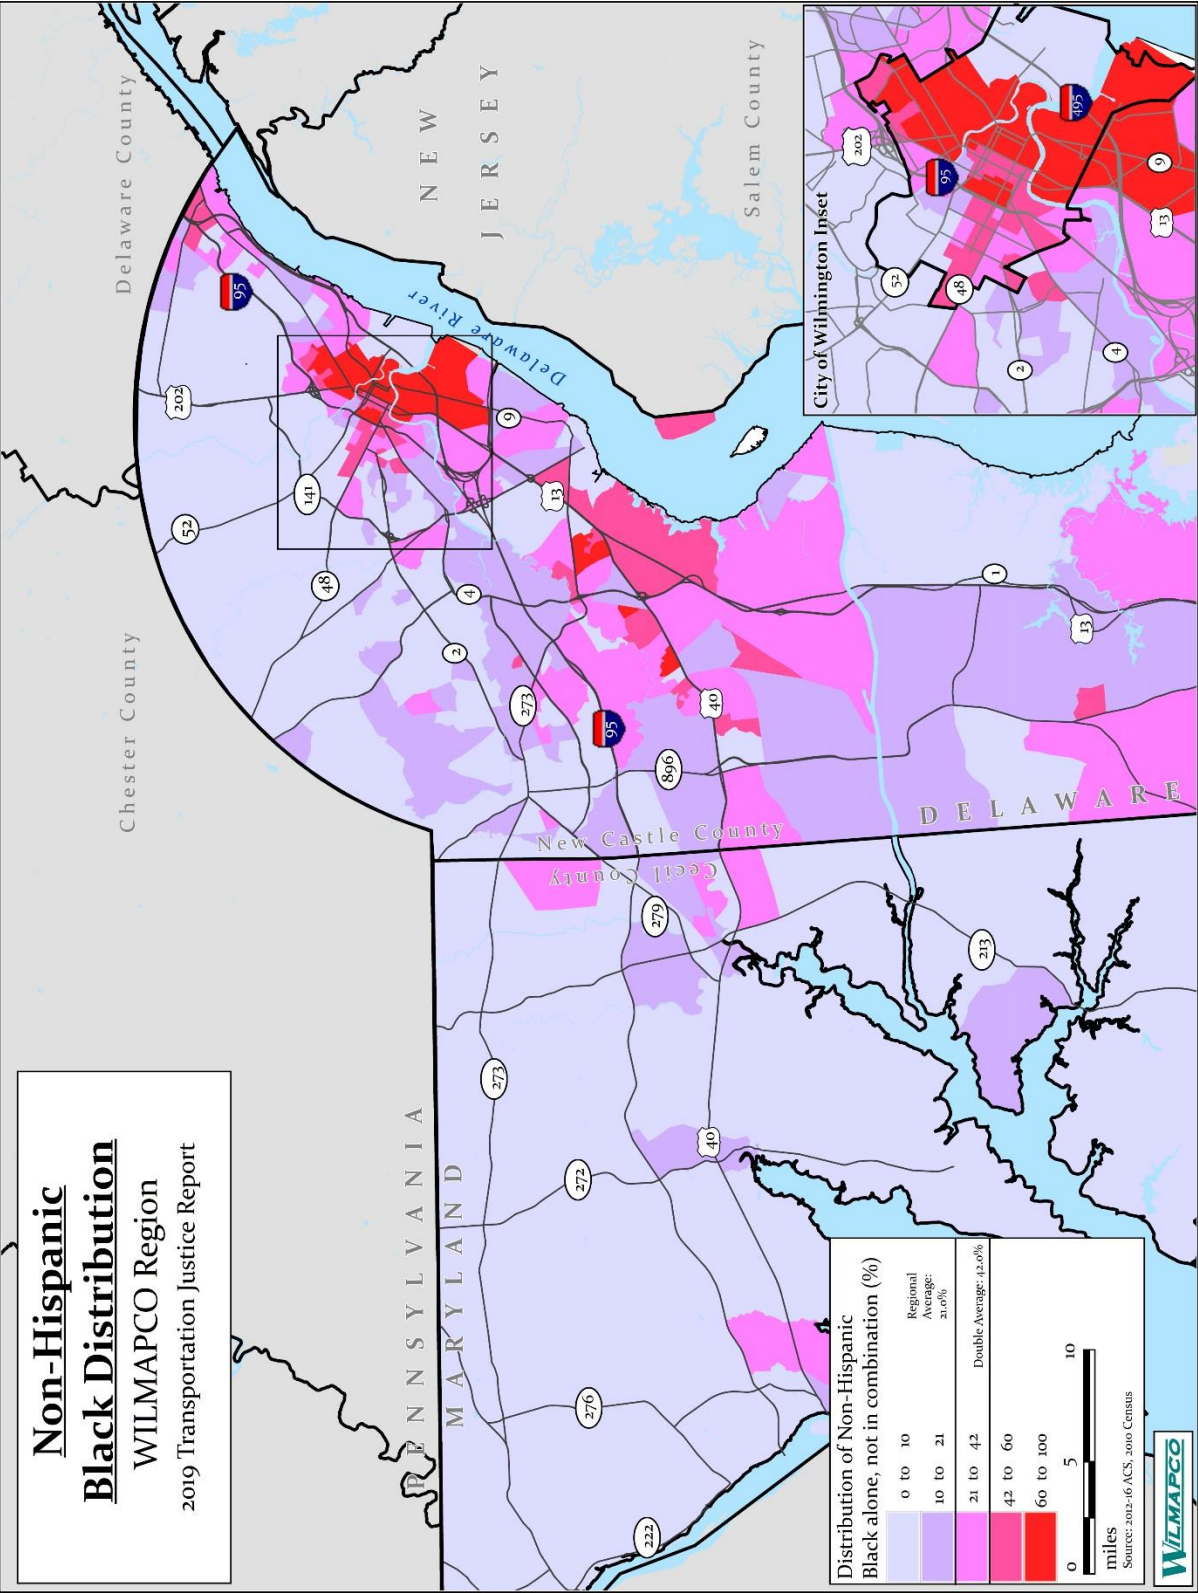 Non-Hispanic
Black Distribution
WILMAPCO Region
2019 Transportation Justice Report
Chester County
Delaware County
NEW
JERSEY
Salem County
PENNSYLVANIA
MARYLAND
New Castle County
Cecil County
DELAWARE
Delaware River
222
276
272
273
40
279
213
896
95
273
2
4
48
52
141
202
95
9
13
40
1
13
City of Wilmington Inset
202
95
495
52
48
2
4
9
13
Distribution of Non-Hispanic
Black alone, not in combination (%)
0 to 10
10 to 21
Regional
Average:
21.0%
21 to 42
Double Average: 42.0%
42 to 60
60 to 100
0 5 10
miles
Source: 2012-16 ACS, 2010 Census
WILMAPCO